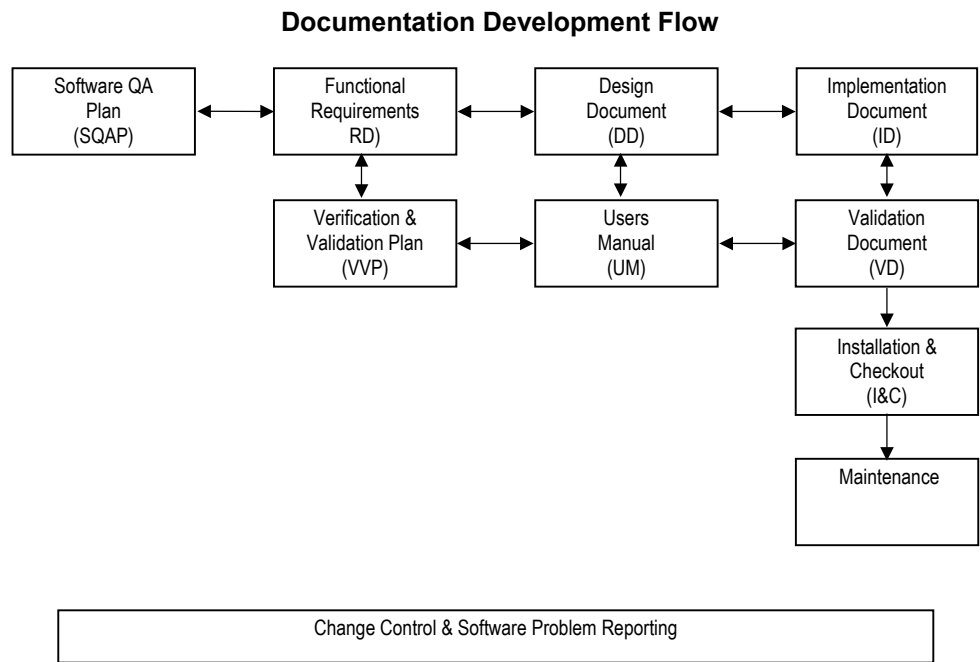 Documentation Development Flow
Software QA
Plan
(SQAP)
Functional
Requirements
RD)
Design
Document
(DD)
Implementation
Document
(ID)
Verification &
Validation Plan
(VVP)
Users
Manual
(UM)
Validation
Document
(VD)
Installation &
Checkout
(I&C)
Maintenance
Change Control & Software Problem Reporting